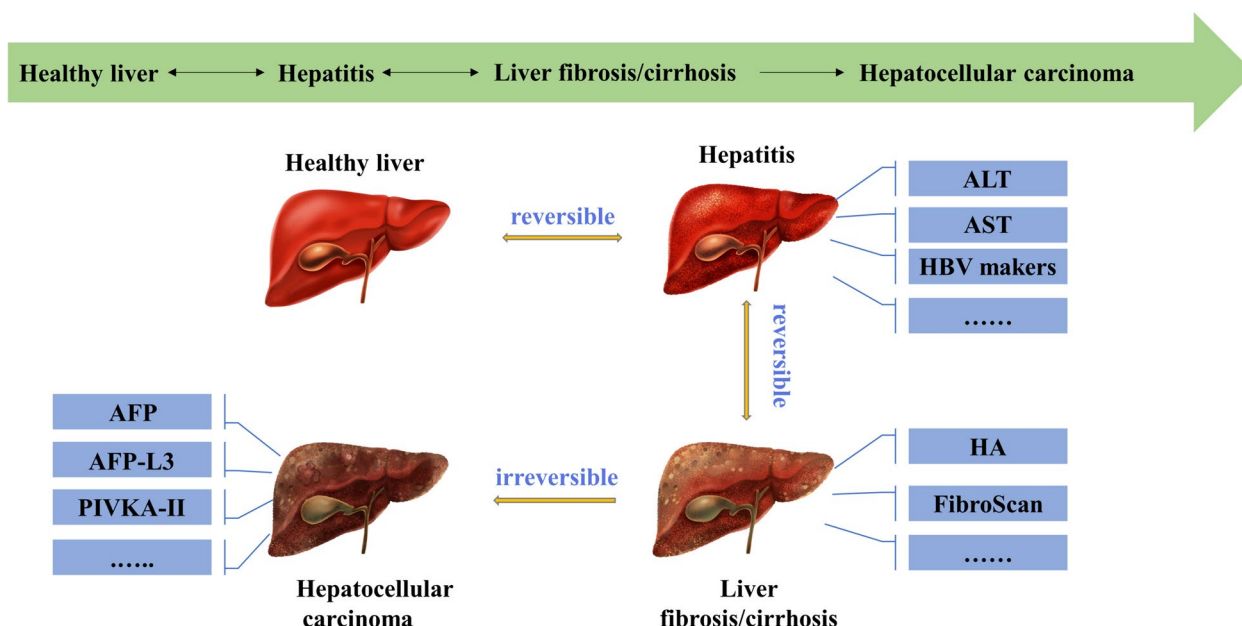 Healthy liver
Hepatitis
Liver fibrosis/cirrhosis
Hepatocellular carcinoma
Healthy liver
reversible
Hepatitis
ALT
AST
HBV makers
......
reversible
AFP
AFP-L3
PIVKA-II
......
Hepatocellular
carcinoma
irreversible
Liver
fibrosis/cirrhosis
HA
FibroScan
......